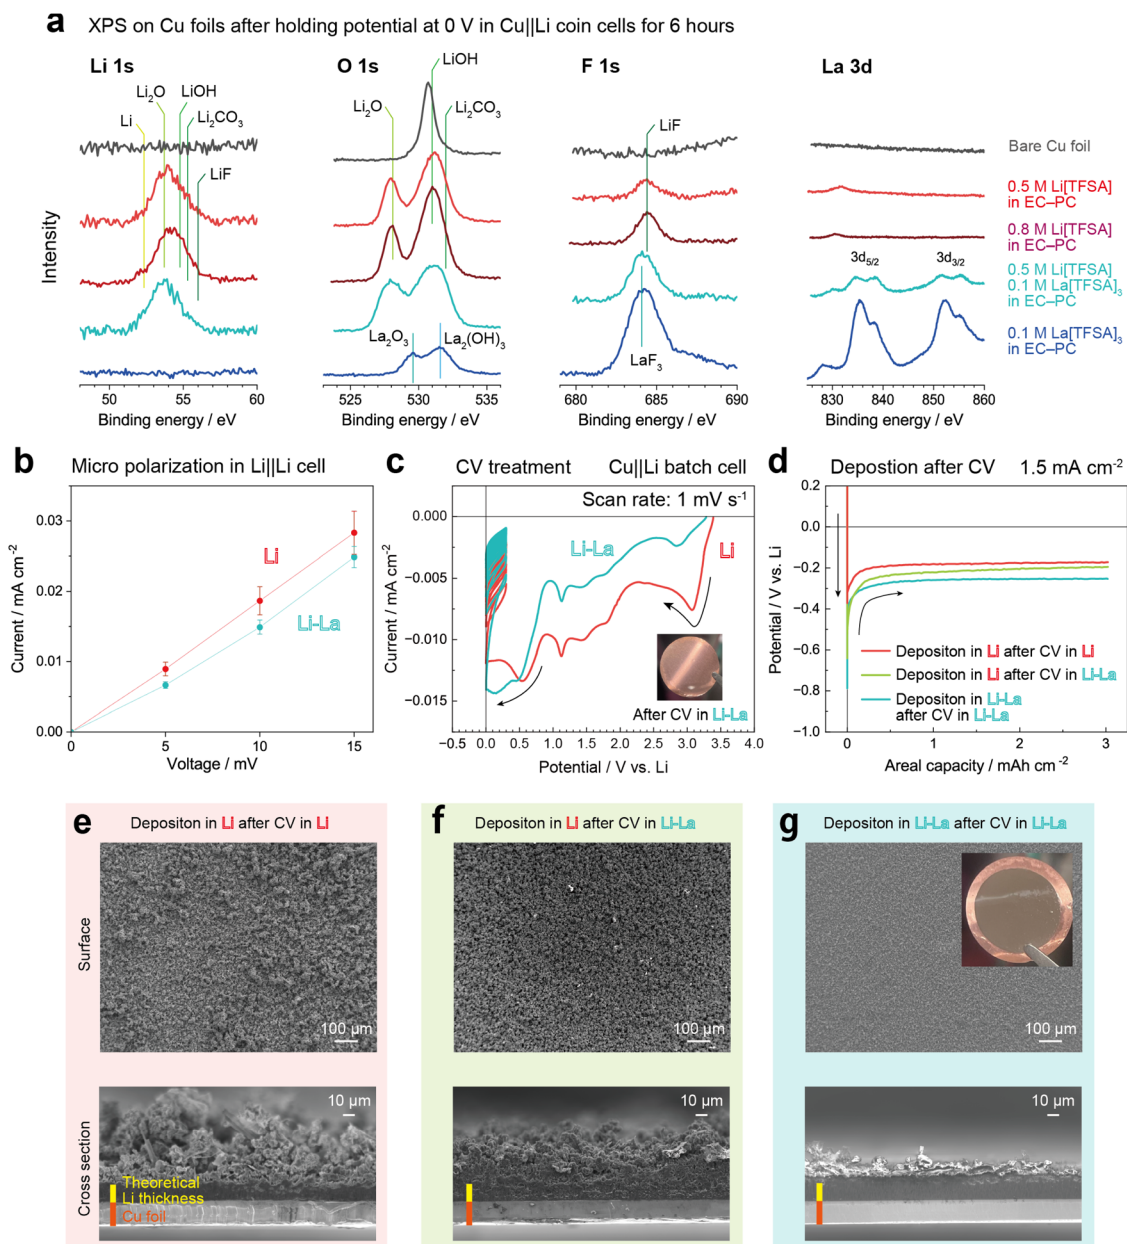 a XPS on Cu foils after holding potential at 0 V in Cu||Li coin cells for 6 hours
Li 1s
O 1s
F 1s
La 3d
Intensity
Li
Li₂O
LiOH
Li₂CO₃
LiF
50
55
60
Binding energy / eV
Li₂O
LiOH
Li₂CO₃
La₂O₃
La₂(OH)₃
525
530
535
Binding energy / eV
LiF
LaF₃
680
685
690
Binding energy / eV
3d₅/₂
3d₃/₂
830
840
850
860
Binding energy / eV
Bare Cu foil
0.5 M Li[TFSA]
in EC–PC
0.8 M Li[TFSA]
in EC–PC
0.5 M Li[TFSA]
0.1 M La[TFSA]₃
in EC–PC
0.1 M La[TFSA]₃
in EC–PC
b Micro polarization in Li||Li cell
Current / mA cm⁻²
0.03
0.02
0.01
0.00
Li
Li-La
0
5
10
15
Voltage / mV
c CV treatment Cu||Li batch cell
Scan rate: 1 mV s⁻¹
Current / mA cm⁻²
0.000
−0.005
−0.010
−0.015
Li-La
Li
After CV in Li-La
−0.5
0.0
0.5
1.0
1.5
2.0
2.5
3.0
3.5
4.0
Potential / V vs. Li
d Depostion after CV 1.5 mA cm⁻²
Potential / V vs. Li
0.2
0.0
−0.2
−0.4
−0.6
−0.8
−1.0
Depositon in Li after CV in Li
Depositon in Li after CV in Li-La
Depositon in Li-La
after CV in Li-La
0
1
2
3
Areal capacity / mAh cm⁻²
e
Depositon in Li after CV in Li
Surface
100 μm
Cross section
10 μm
Theoretical
Li thickness
Cu foil
f
Depositon in Li after CV in Li-La
100 μm
10 μm
g
Depositon in Li-La after CV in Li-La
100 μm
10 μm